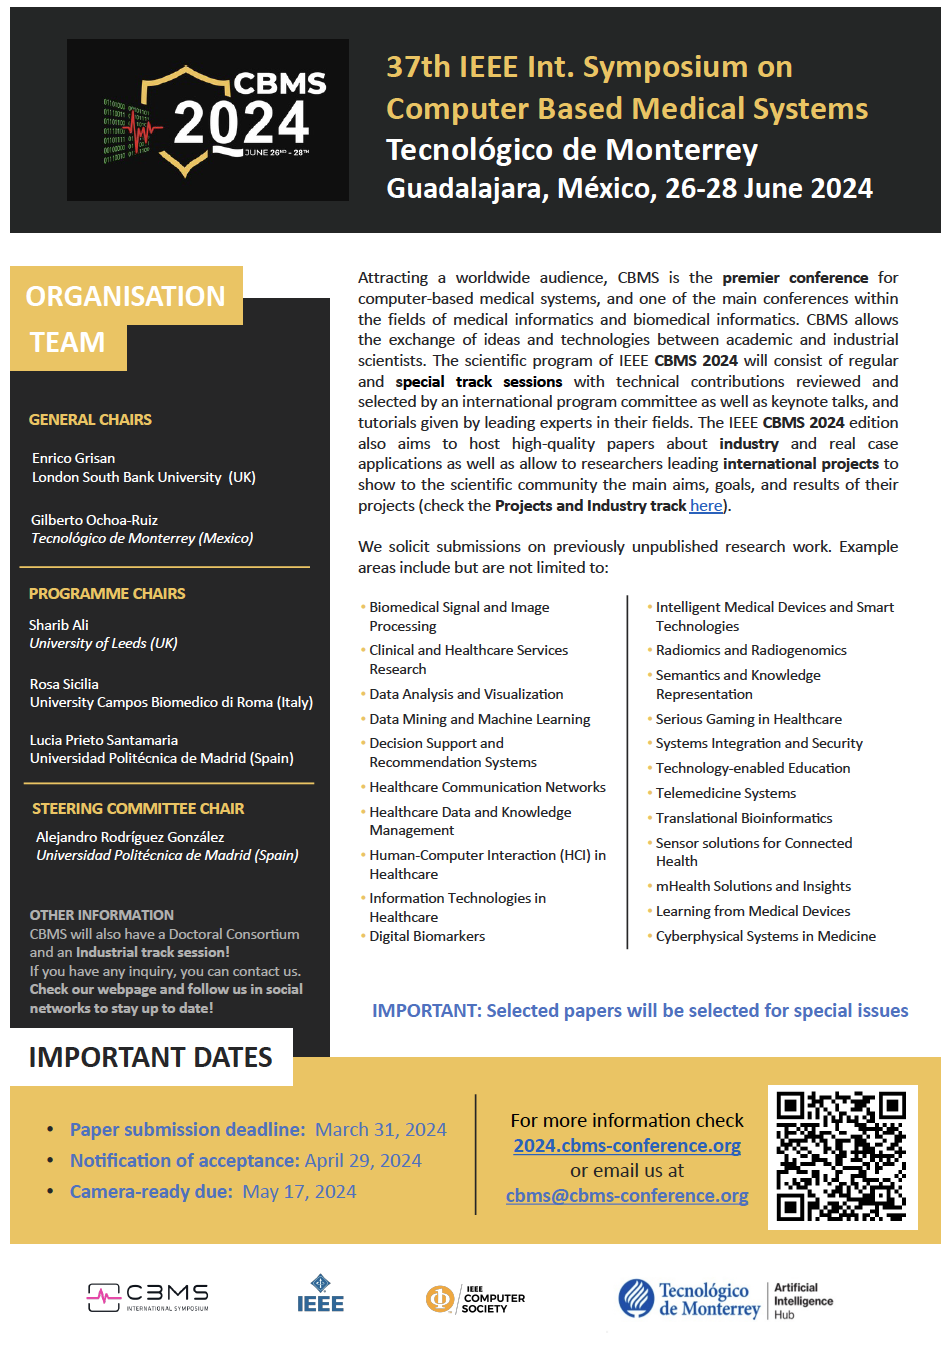 CBMS
2024
JUNE 26ND - 28TH
37th IEEE Int. Symposium on
Computer Based Medical Systems
Tecnológico de Monterrey
Guadalajara, México, 26-28 June 2024
ORGANISATION
TEAM
GENERAL CHAIRS
Enrico Grisan
London South Bank University (UK)
Gilberto Ochoa-Ruiz
Tecnológico de Monterrey (Mexico)
PROGRAMME CHAIRS
Sharib Ali
University of Leeds (UK)
Rosa Sicilia
University Campos Biomedico di Roma (Italy)
Lucia Prieto Santamaria
Universidad Politécnica de Madrid (Spain)
STEERING COMMITTEE CHAIR
Alejandro Rodríguez González
Universidad Politécnica de Madrid (Spain)
OTHER INFORMATION
CBMS will also have a Doctoral Consortium
and an Industrial track session!
If you have any inquiry, you can contact us.
Check our webpage and follow us in social
networks to stay up to date!
Attracting a worldwide audience, CBMS is the premier conference for
computer-based medical systems, and one of the main conferences within
the fields of medical informatics and biomedical informatics. CBMS allows
the exchange of ideas and technologies between academic and industrial
scientists. The scientific program of IEEE CBMS 2024 will consist of regular
and special track sessions with technical contributions reviewed and
selected by an international program committee as well as keynote talks, and
tutorials given by leading experts in their fields. The IEEE CBMS 2024 edition
also aims to host high-quality papers about industry and real case
applications as well as allow to researchers leading international projects to
show to the scientific community the main aims, goals, and results of their
projects (check the Projects and Industry track here).
We solicit submissions on previously unpublished research work. Example
areas include but are not limited to:
• Biomedical Signal and Image
Processing
• Clinical and Healthcare Services
Research
• Data Analysis and Visualization
• Data Mining and Machine Learning
• Decision Support and
Recommendation Systems
• Healthcare Communication Networks
• Healthcare Data and Knowledge
Management
• Human-Computer Interaction (HCI) in
Healthcare
• Information Technologies in
Healthcare
• Digital Biomarkers
• Intelligent Medical Devices and Smart
Technologies
• Radiomics and Radiogenomics
• Semantics and Knowledge
Representation
• Serious Gaming in Healthcare
• Systems Integration and Security
• Technology-enabled Education
• Telemedicine Systems
• Translational Bioinformatics
• Sensor solutions for Connected
Health
• mHealth Solutions and Insights
• Learning from Medical Devices
• Cyberphysical Systems in Medicine
IMPORTANT: Selected papers will be selected for special issues
IMPORTANT DATES
• Paper submission deadline: March 31, 2024
• Notification of acceptance: April 29, 2024
• Camera-ready due: May 17, 2024
For more information check
2024.cbms-conference.org
or email us at
cbms@cbms-conference.org
CBMS
INTERNATIONAL SYMPOSIUM
IEEE
IEEE
COMPUTER
SOCIETY
Tecnológico
de Monterrey
Artificial
Intelligence
Hub